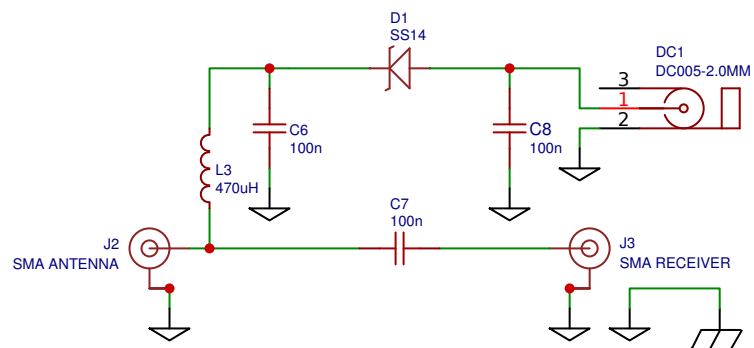 D1
SS14
DC1
DC005-2.0MM
3
1
2
C6
100n
C8
100n
L3
470uH
C7
100n
J2
SMA ANTENNA
J3
SMA RECEIVER